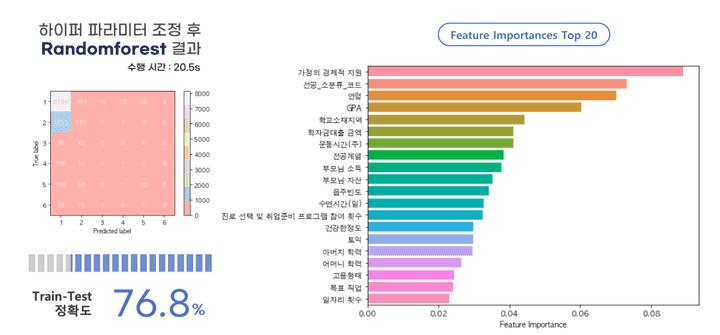 하이퍼 파라미터 조정 후
Randomforest 결과
수행 시간 : 20.5s
True label
1
2
3
4
5
6
1 2 3 4 5 6
Predicted label
8000
7000
6000
5000
4000
3000
2000
1000
0
Train-Test
정확도
76.8%
Feature Importances Top 20
가정의 경제적 지원
전공_소분류_코드
연령
GPA
학교소재지역
학자금대출 금액
운동시간(주)
전공계열
부모님 소득
부모님 자산
음주빈도
수면시간(일)
진로 선택 및 취업준비 프로그램 참여 횟수
건강한정도
토익
아버지 학력
어머니 학력
고용형태
목표 직업
일자리 횟수
0.00 0.02 0.04 0.06 0.08
Feature Importance